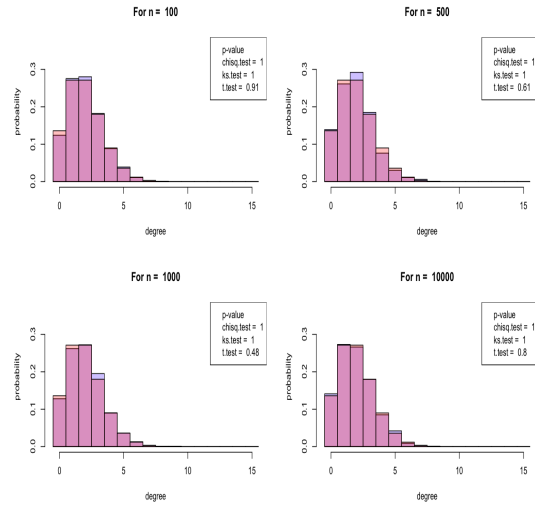 For n = 100
p-value
chisq.test = 1
ks.test = 1
t.test = 0.91
probability
0.0 0.1 0.2 0.3
0 5 10 15
degree
For n = 500
p-value
chisq.test = 1
ks.test = 1
t.test = 0.61
probability
0.0 0.1 0.2 0.3
0 5 10 15
degree
For n = 1000
p-value
chisq.test = 1
ks.test = 1
t.test = 0.48
probability
0.0 0.1 0.2 0.3
0 5 10 15
degree
For n = 10000
p-value
chisq.test = 1
ks.test = 1
t.test = 0.8
probability
0.0 0.1 0.2 0.3
0 5 10 15
degree